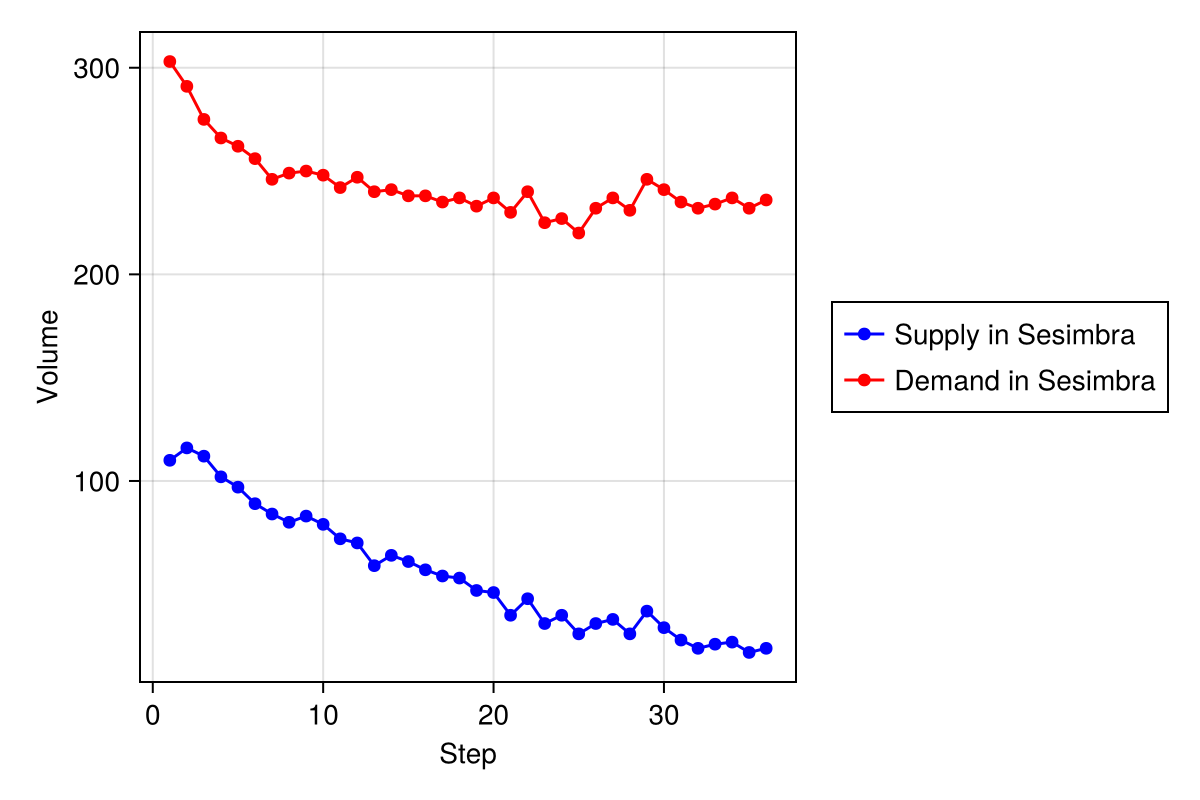 300
200
100
Volume
0 10 20 30
Step
Supply in Sesimbra
Demand in Sesimbra